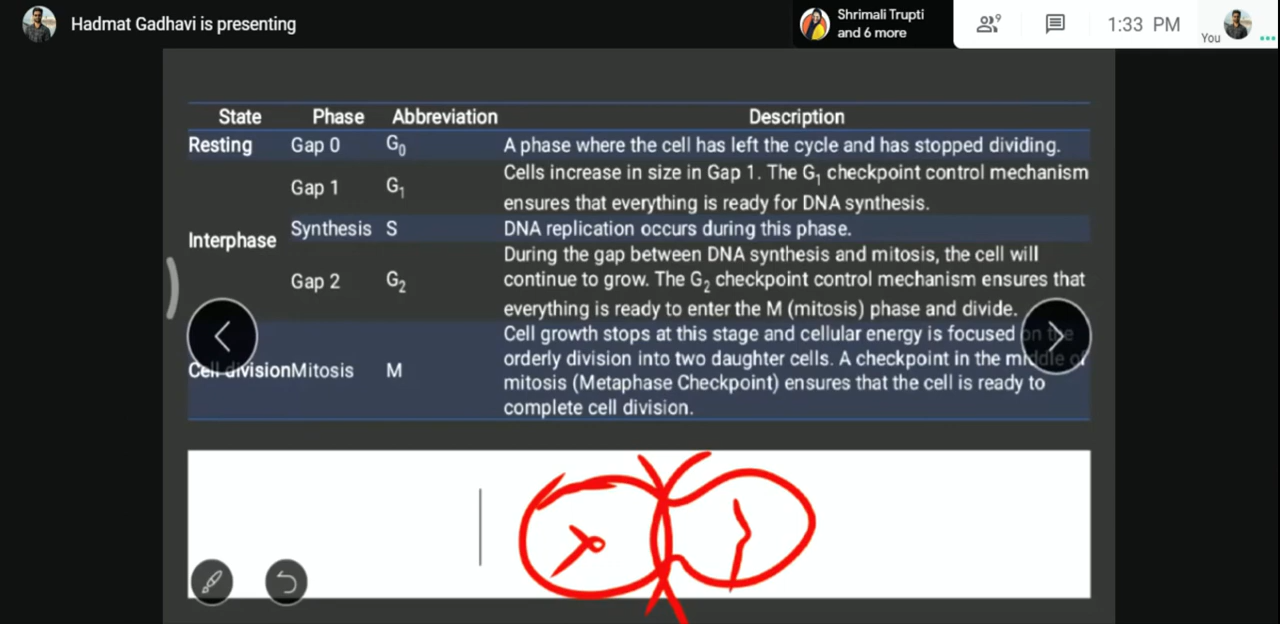 Hadmat Gadhavi is presenting
Shrimali Trupti
and 6 more
9
1:33 PM
You
State Phase Abbreviation Description
Resting Gap 0 G₀ A phase where the cell has left the cycle and has stopped dividing.
Interphase
Gap 1 G₁ Cells increase in size in Gap 1. The G₁ checkpoint control mechanism
ensures that everything is ready for DNA synthesis.
Synthesis S DNA replication occurs during this phase.
Gap 2 G₂ During the gap between DNA synthesis and mitosis, the cell will
continue to grow. The G₂ checkpoint control mechanism ensures that
everything is ready to enter the M (mitosis) phase and divide.
Cell division Mitosis M Cell growth stops at this stage and cellular energy is focused on the
orderly division into two daughter cells. A checkpoint in the middle of
mitosis (Metaphase Checkpoint) ensures that the cell is ready to
complete cell division.